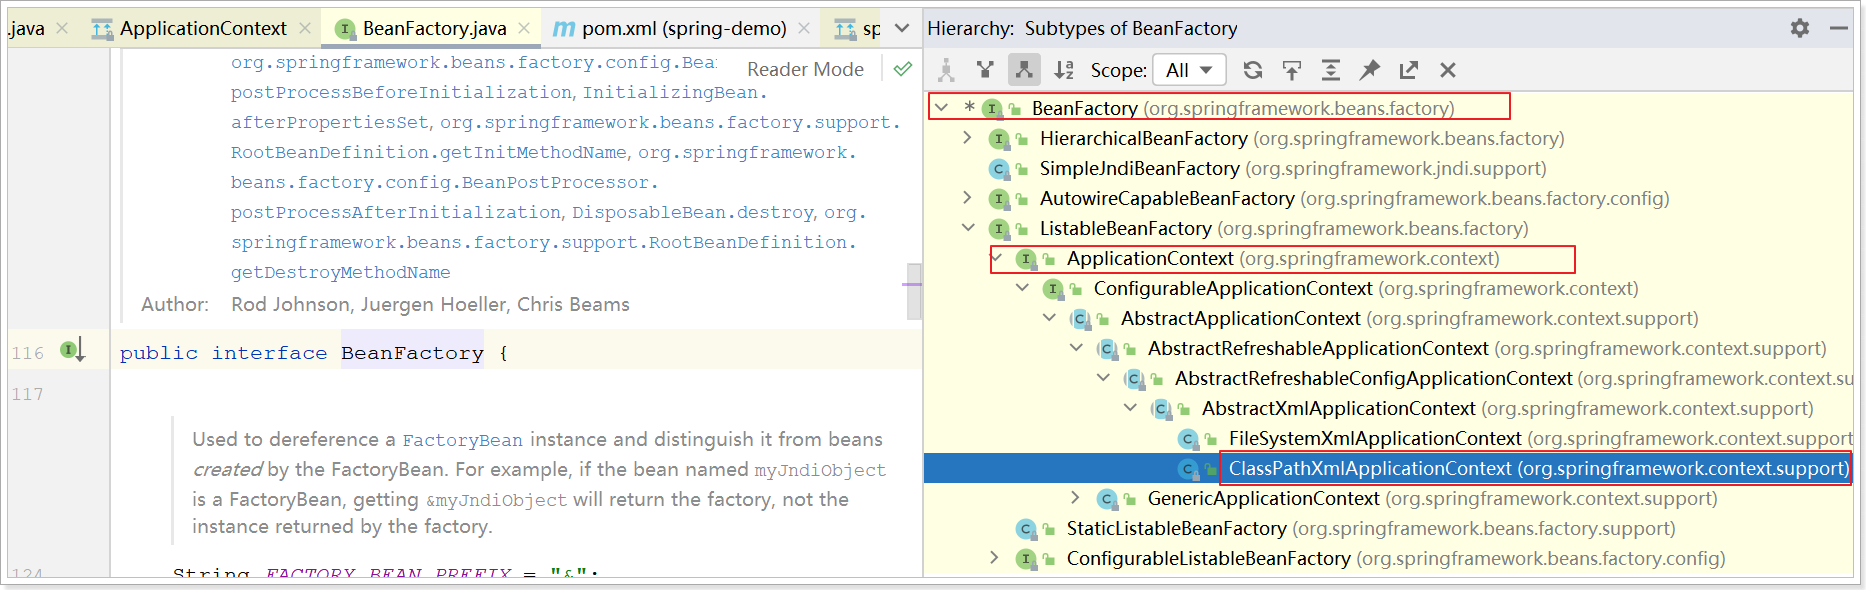 .java
ApplicationContext
BeanFactory.java
pom.xml (spring-demo)
sp
org.springframework.beans.factory.config.Bea
Reader Mode
postProcessBeforeInitialization, InitializingBean.
afterPropertiesSet, org.springframework.beans.factory.support.
RootBeanDefinition.getInitMethodName, org.springframework.
beans.factory.config.BeanPostProcessor.
postProcessAfterInitialization, DisposableBean.destroy, org.
springframework.beans.factory.support.RootBeanDefinition.
getDestroyMethodName
Author: Rod Johnson, Juergen Hoeller, Chris Beams
116 public interface BeanFactory {
117
Used to dereference a FactoryBean instance and distinguish it from beans
created by the FactoryBean. For example, if the bean named myJndiObject
is a FactoryBean, getting &myJndiObject will return the factory, not the
instance returned by the factory.
124 String FACTORY_BEAN_PREFIX = "&";
Hierarchy: Subtypes of BeanFactory
Scope: All
* BeanFactory (org.springframework.beans.factory)
HierarchicalBeanFactory (org.springframework.beans.factory)
SimpleJndiBeanFactory (org.springframework.jndi.support)
AutowireCapableBeanFactory (org.springframework.beans.factory.config)
ListableBeanFactory (org.springframework.beans.factory)
ApplicationContext (org.springframework.context)
ConfigurableApplicationContext (org.springframework.context)
AbstractApplicationContext (org.springframework.context.support)
AbstractRefreshableApplicationContext (org.springframework.context.support)
AbstractRefreshableConfigApplicationContext (org.springframework.context.su
AbstractXmlApplicationContext (org.springframework.context.support)
FileSystemXmlApplicationContext (org.springframework.context.support
ClassPathXmlApplicationContext (org.springframework.context.support)
GenericApplicationContext (org.springframework.context.support)
StaticListableBeanFactory (org.springframework.beans.factory.support)
ConfigurableListableBeanFactory (org.springframework.beans.factory.config)